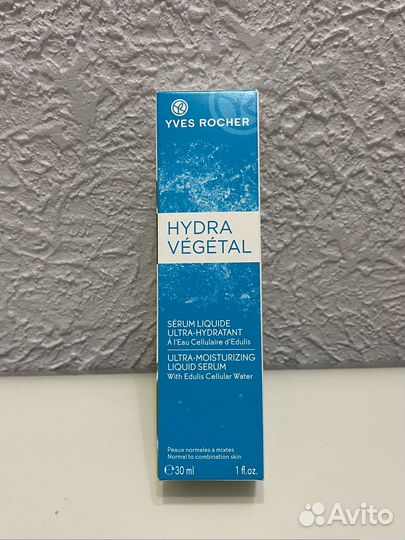 YR
YVES ROCHER
HYDRA
VÉGÉTAL
SÉRUM LIQUIDE
ULTRA-HYDRATANT
À l'Eau Cellulaire d'Edulis
ULTRA-MOISTURIZING
LIQUID SERUM
With Edulis Cellular Water
Peaux normales à mixtes
Normal to combination skin
℮30 ml 1 fl.oz.
Avito